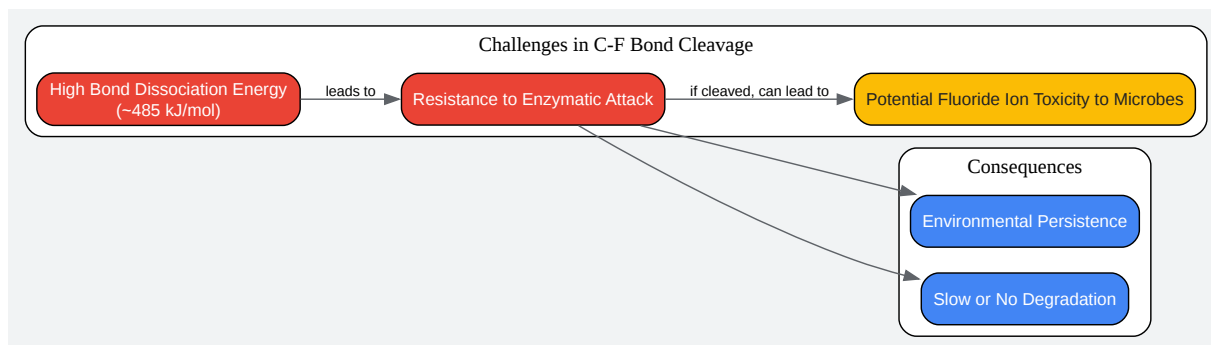 Challenges in C-F Bond Cleavage
High Bond Dissociation Energy
(~485 kJ/mol)
leads to
Resistance to Enzymatic Attack
if cleaved, can lead to
Potential Fluoride Ion Toxicity to Microbes
Consequences
Environmental Persistence
Slow or No Degradation